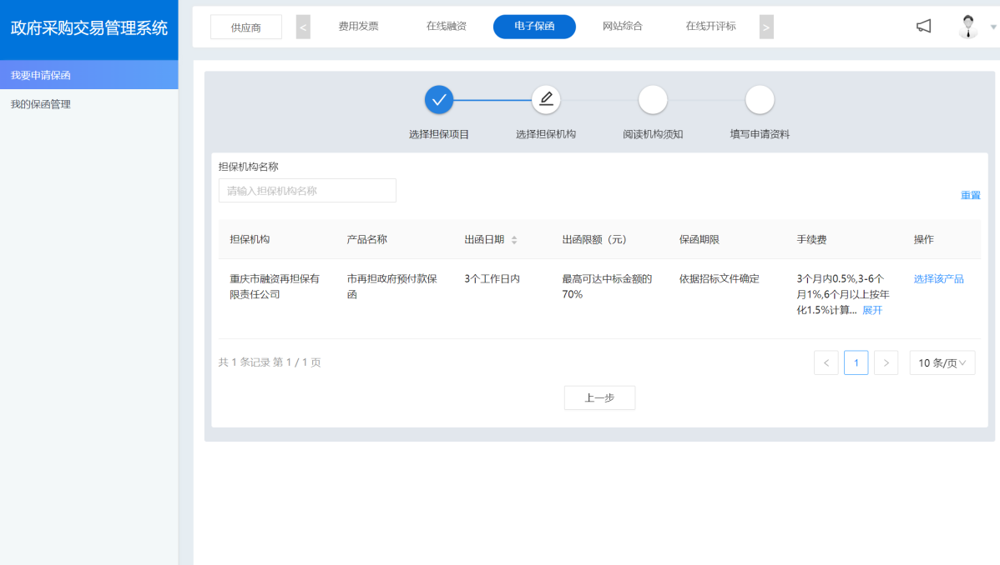 政府采购交易管理系统
供应商
<
费用发票
在线融资
电子保函
网站综合
在线开评标
>
我要申请保函
我的保函管理
选择担保项目
选择担保机构
阅读机构须知
填写申请资料
担保机构名称
请输入担保机构名称
重置
担保机构
产品名称
出函日期
出函限额（元）
保函期限
手续费
操作
重庆市融资再担保有
限责任公司
市再担政府预付款保
函
3个工作日内
最高可达中标金额的
70%
依据招标文件确定
3个月内0.5%,3-6个
月1%,6个月以上按年
化1.5%计算... 展开
选择该产品
共 1 条记录 第 1 / 1 页
<
1
>
10 条/页
上一步